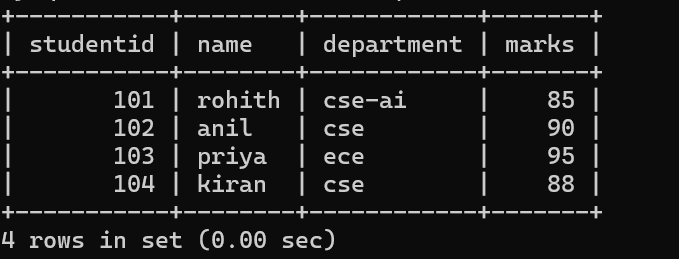 +-----------+--------+------------+-------+
| studentid | name   | department | marks |
+-----------+--------+------------+-------+
|       101 | rohith | cse-ai     |    85 |
|       102 | anil   | cse        |    90 |
|       103 | priya  | ece        |    95 |
|       104 | kiran  | cse        |    88 |
+-----------+--------+------------+-------+
4 rows in set (0.00 sec)